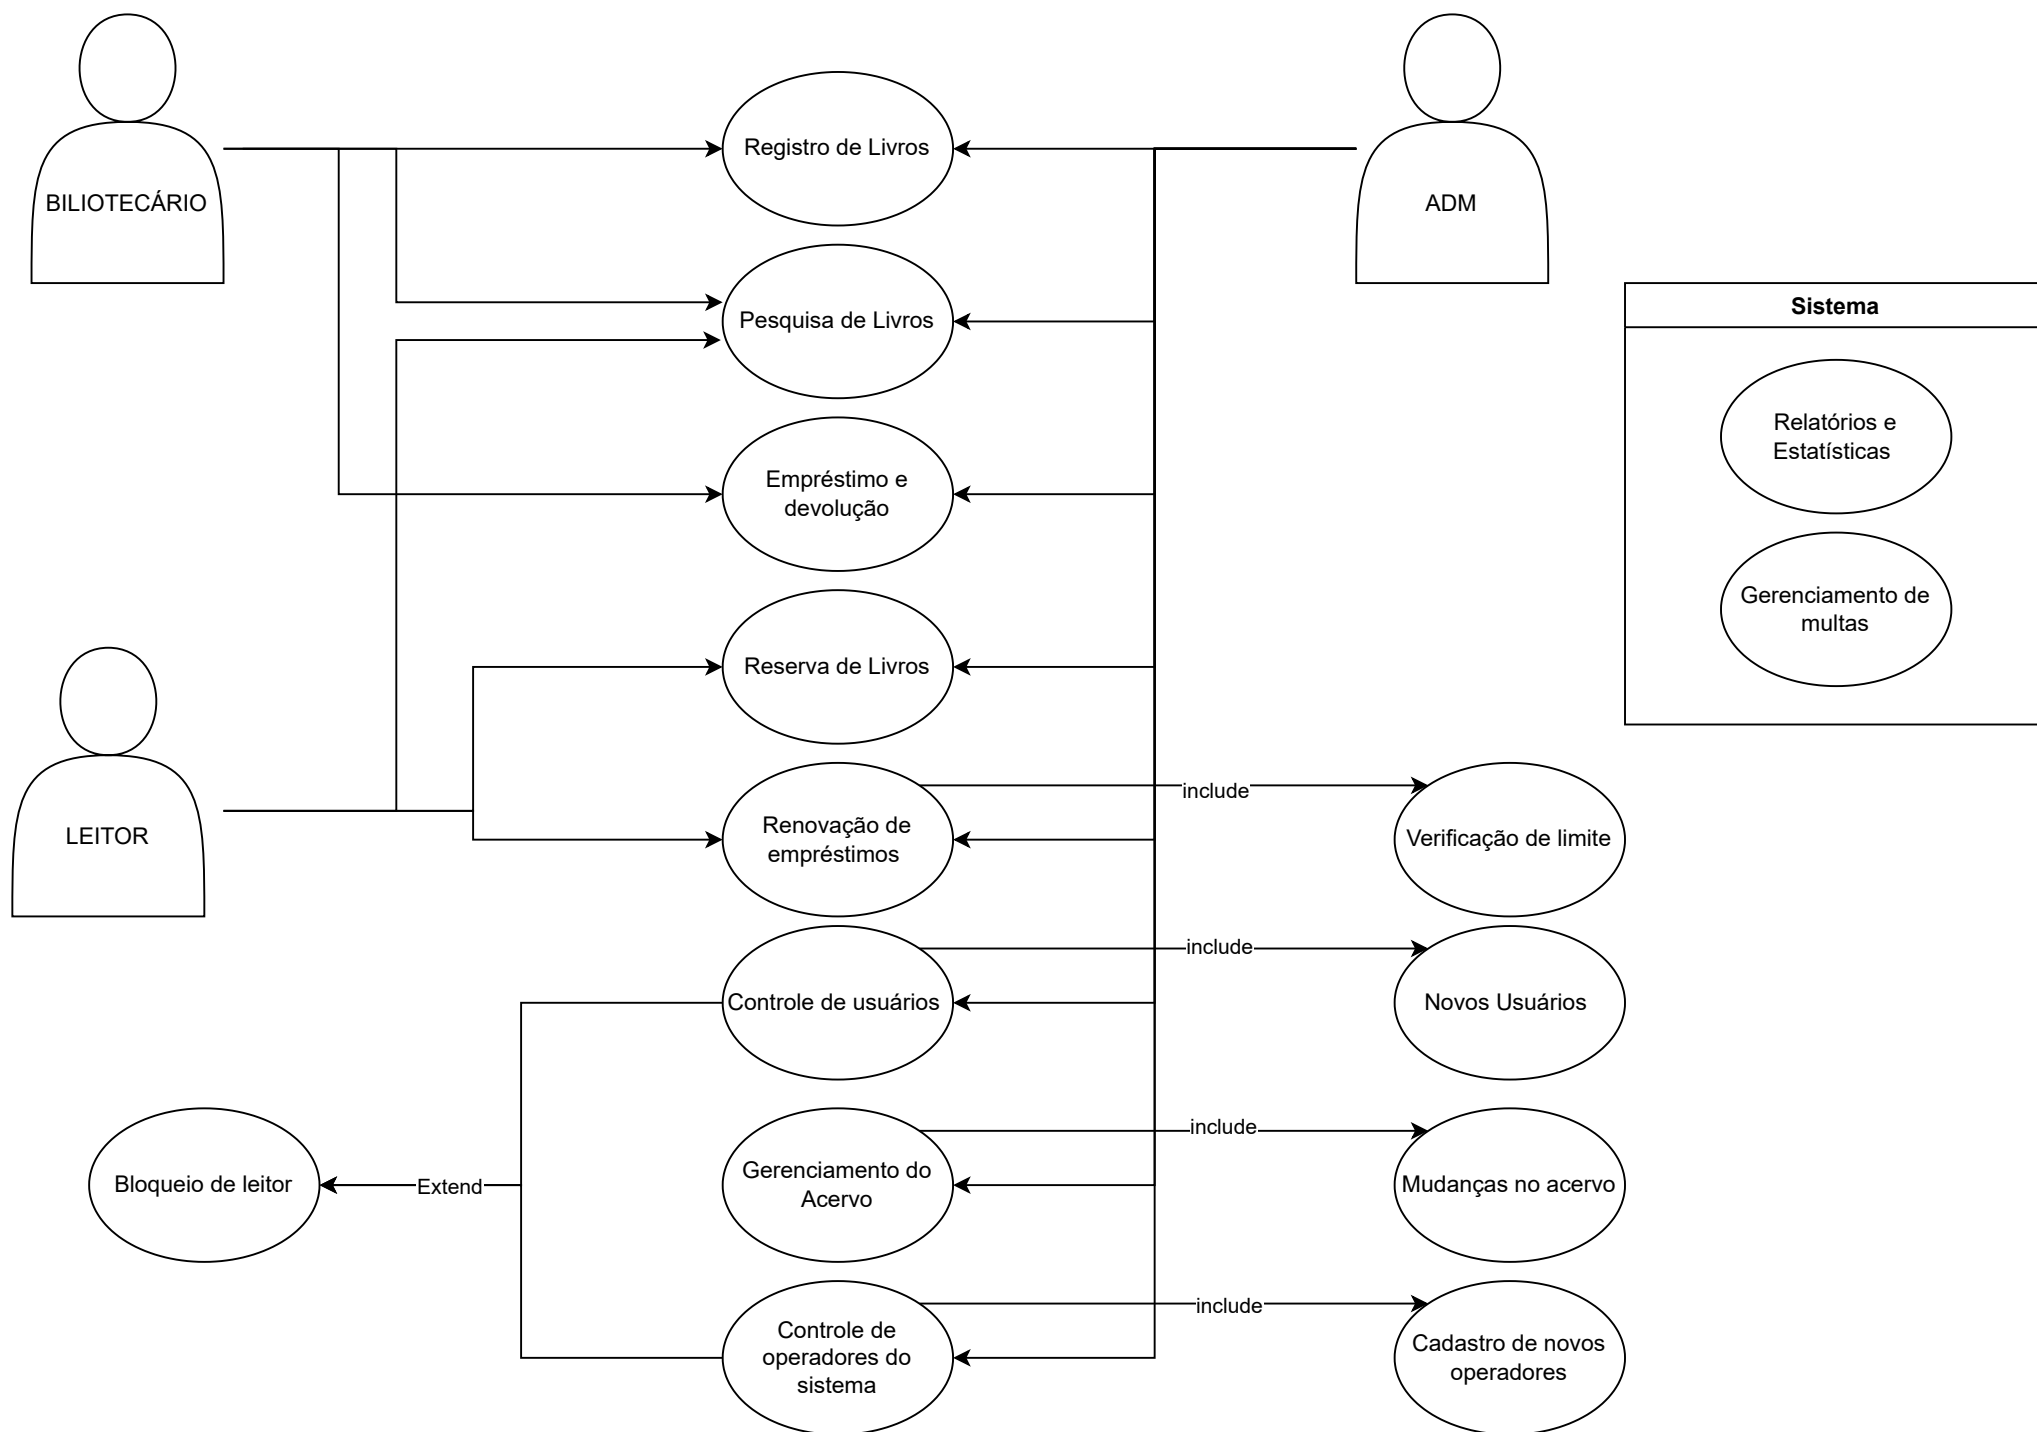 Registro de Livros
BILIOTECÁRIO
ADM
Sistema
Pesquisa de Livros
Relatórios e
Estatísticas
Empréstimo e
devolução
Gerenciamento de
multas
Reserva de Livros
include
LEITOR
Renovação de
empréstimos
Verificação de limite
include
Controle de usuários
Novos Usuários
include
Bloqueio de leitor
Extend
Gerenciamento do
Acervo
Mudanças no acervo
include
Controle de
operadores do
sistema
Cadastro de novos
operadores